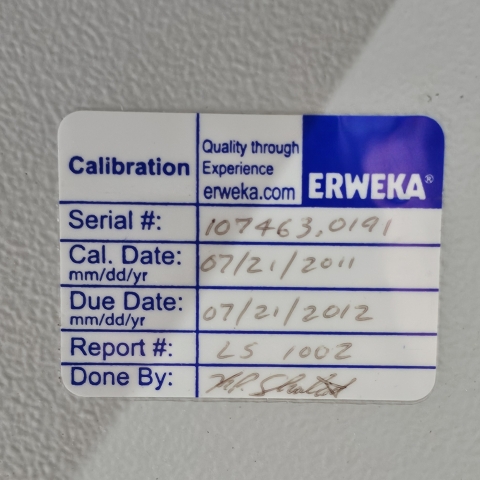 Calibration
Quality through
Experience
erweka.com
ERWEKA®
Serial #: 107463,0191
Cal. Date: 07/21/2011
mm/dd/yr
Due Date: 07/21/2012
mm/dd/yr
Report #: LS 1002
Done By: